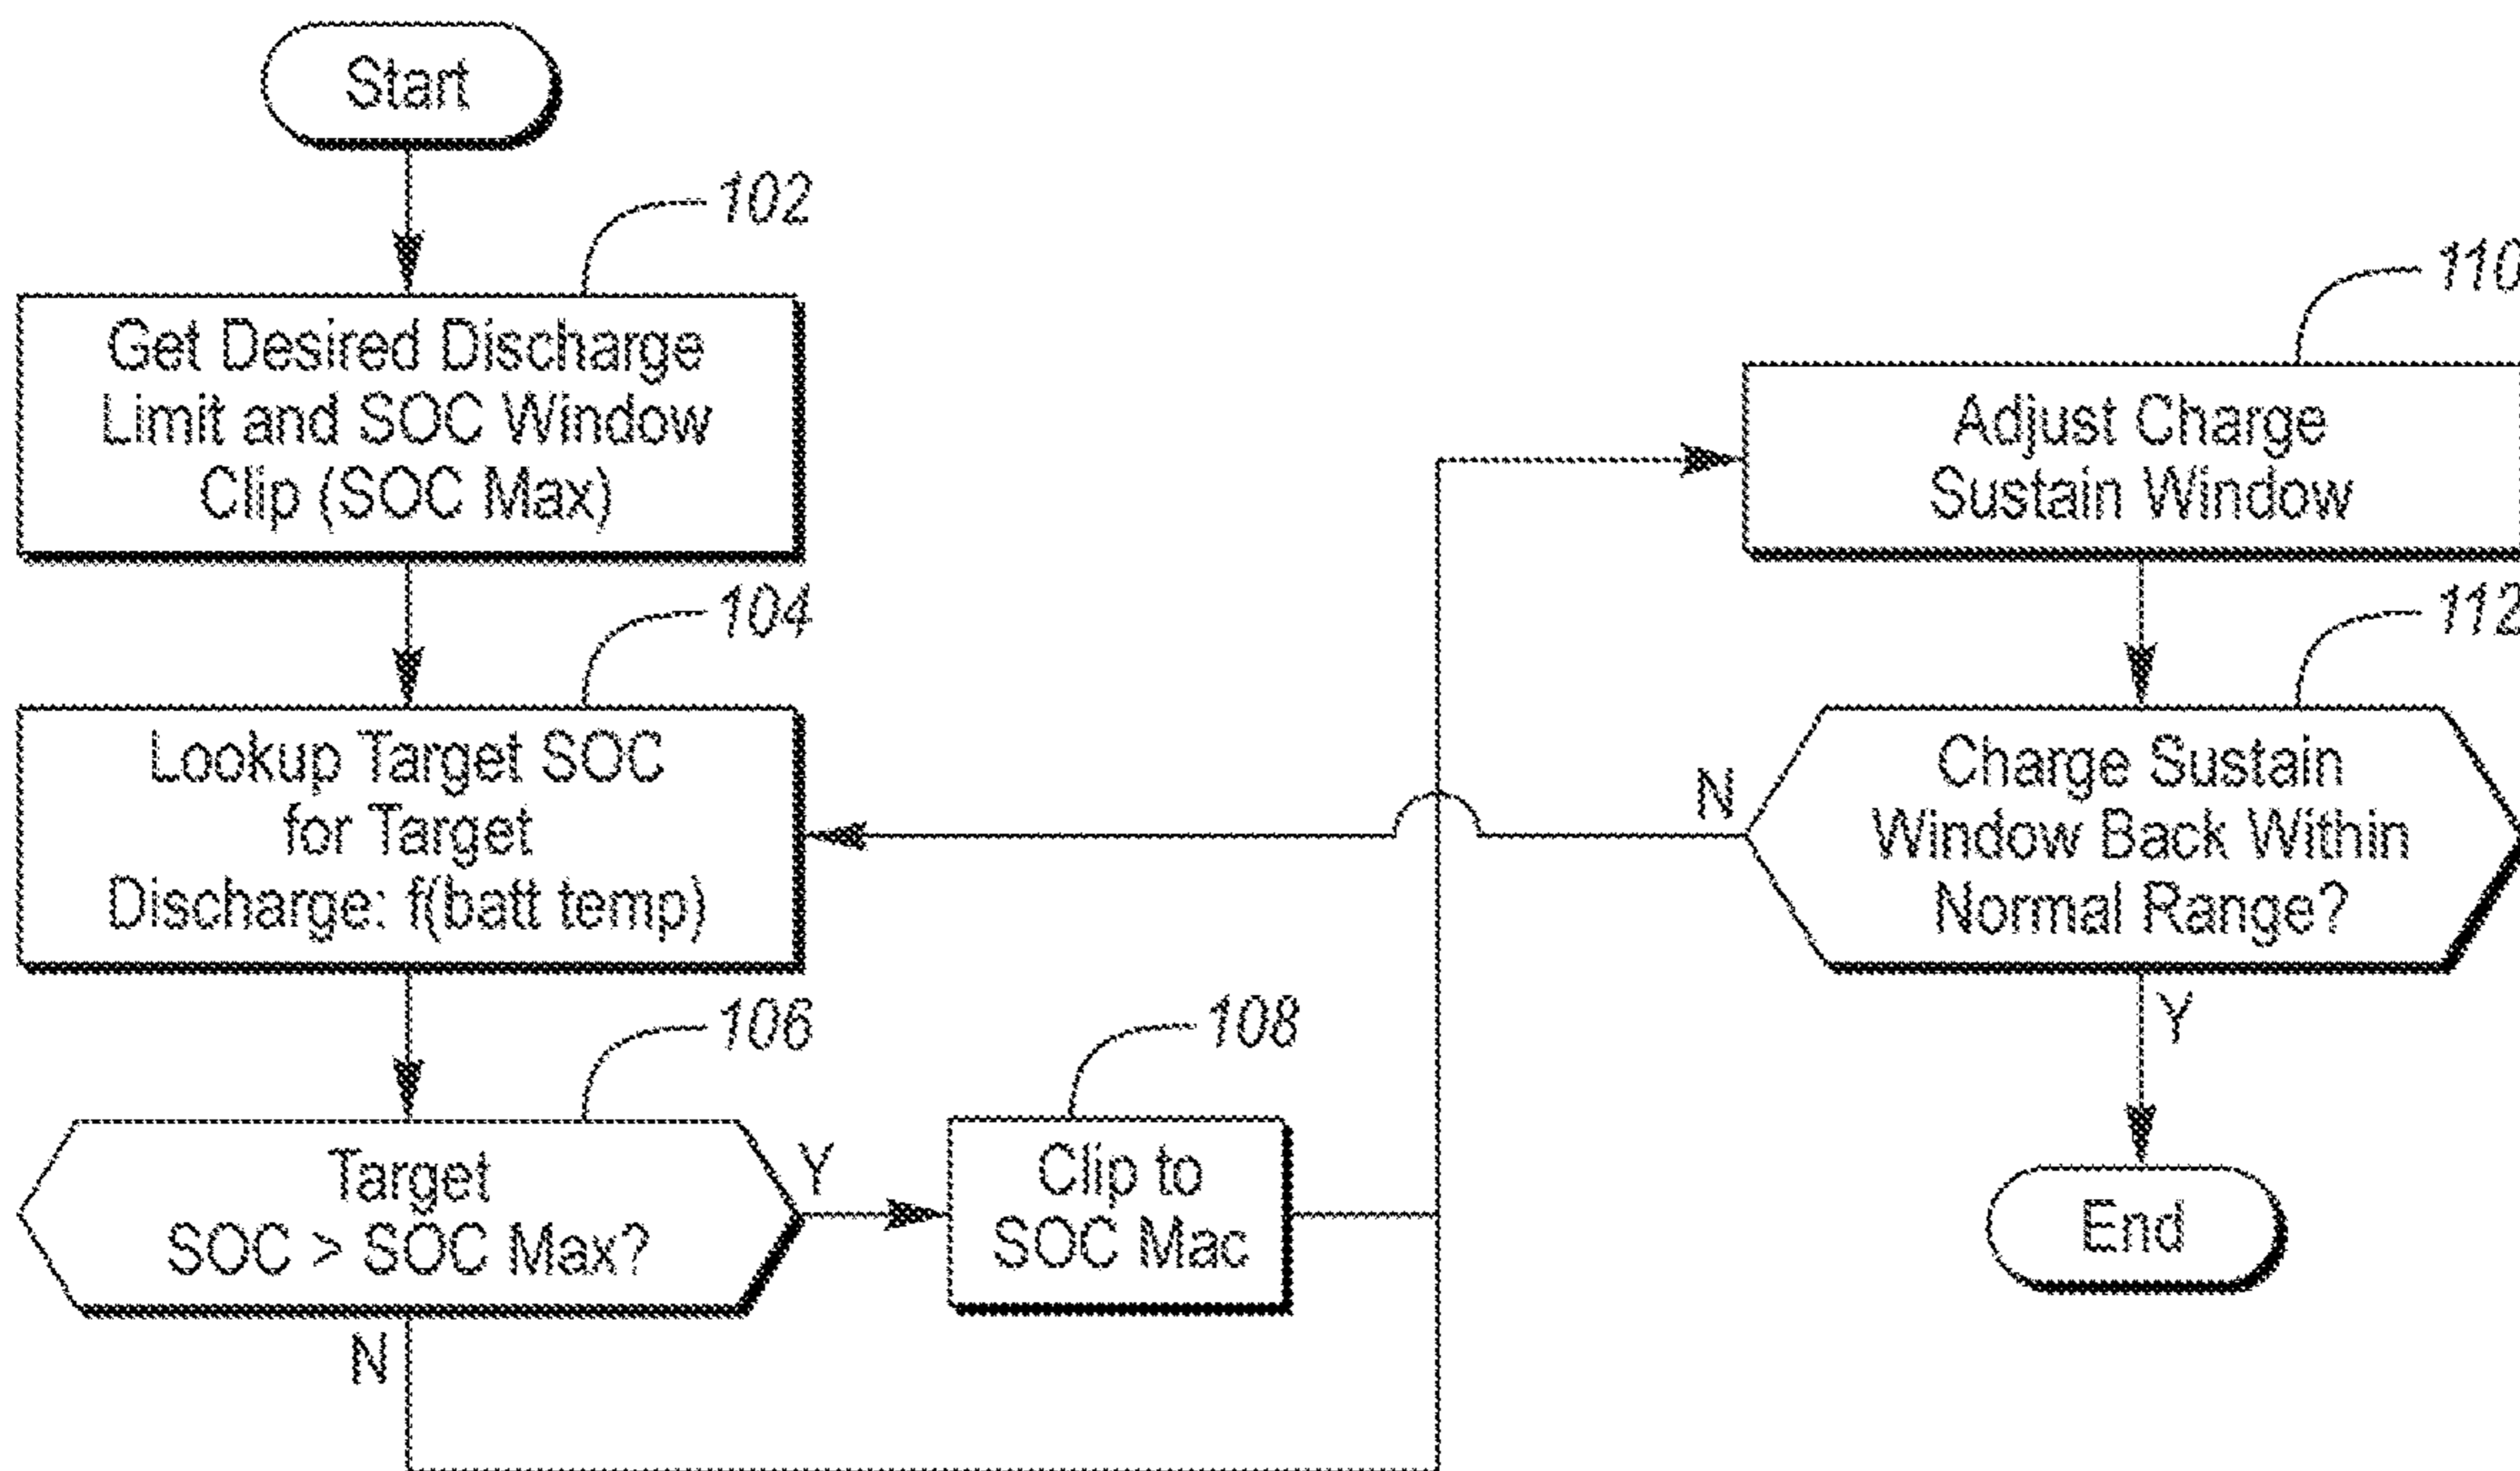 Start
102
Get Desired Discharge
Limit and SOC Window
Clip (SOC Max)
104
Lookup Target SOC
for Target
Discharge: f(batt temp)
106
Target
SOC > SOC Max?
Y
N
108
Clip to
SOC Mac
110
Adjust Charge
Sustain Window
112
Charge Sustain
Window Back Within
Normal Range?
N
Y
End